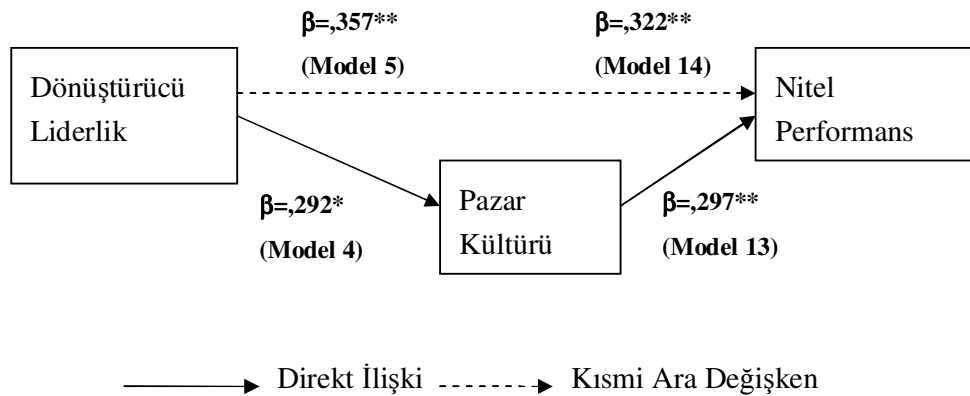 β=,357**
(Model 5)
β=,322**
(Model 14)
Dönüştürücü
Liderlik
Nitel
Performans
β=,292*
(Model 4)
Pazar
Kültürü
β=,297**
(Model 13)
Direkt İlişki
Kısmi Ara Değişken